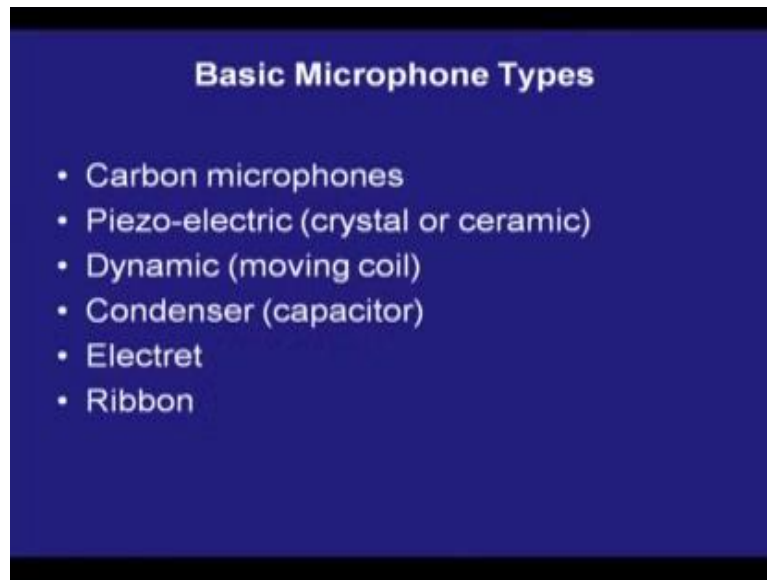 Basic Microphone Types
• Carbon microphones
• Piezo-electric (crystal or ceramic)
• Dynamic (moving coil)
• Condenser (capacitor)
• Electret
• Ribbon